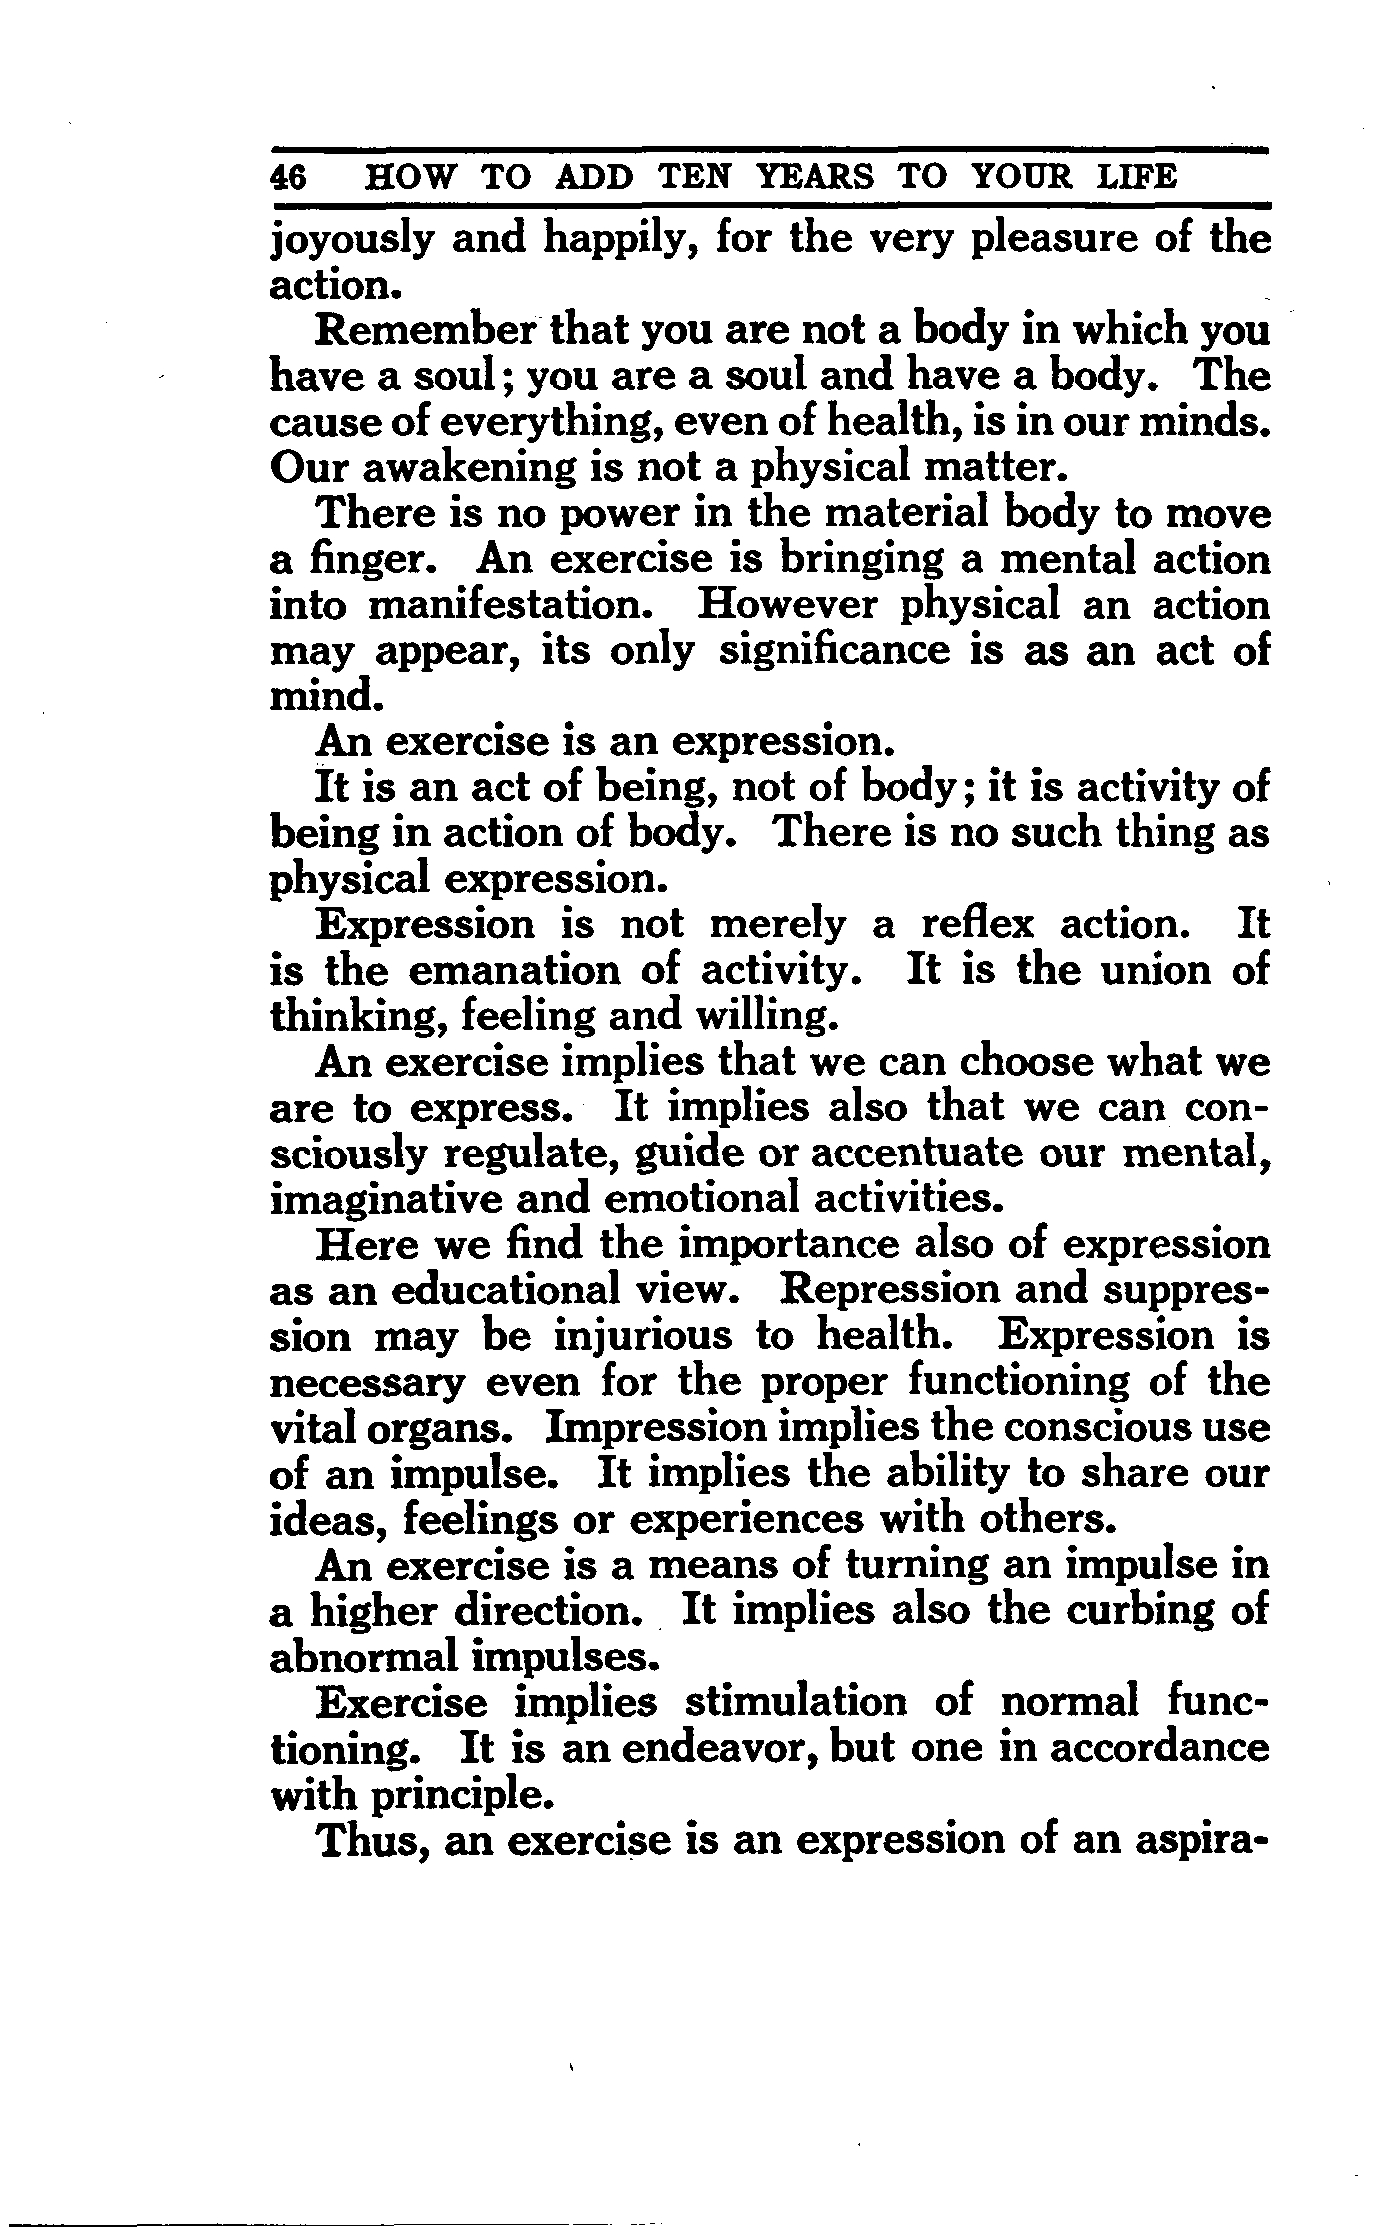 46 HOW TO ADD TEN YEARS TO YOUR LIFE
joyously and happily, for the very pleasure of the
action.
Remember that you are not a body in which you
have a soul; you are a soul and have a body. The
cause of everything, even of health, is in our minds.
Our awakening is not a physical matter.
There is no power in the material body to move
a finger. An exercise is bringing a mental action
into manifestation. However physical an action
may appear, its only significance is as an act of
mind.
An exercise is an expression.
It is an act of being, not of body; it is activity of
being in action of body. There is no such thing as
physical expression.
Expression is not merely a reflex action. It
is the emanation of activity. It is the union of
thinking, feeling and willing.
An exercise implies that we can choose what we
are to express. It implies also that we can con-
sciously regulate, guide or accentuate our mental,
imaginative and emotional activities.
Here we find the importance also of expression
as an educational view. Repression and suppres-
sion may be injurious to health. Expression is
necessary even for the proper functioning of the
vital organs. Impression implies the conscious use
of an impulse. It implies the ability to share our
ideas, feelings or experiences with others.
An exercise is a means of turning an impulse in
a higher direction. It implies also the curbing of
abnormal impulses.
Exercise implies stimulation of normal func-
tioning. It is an endeavor, but one in accordance
with principle.
Thus, an exercise is an expression of an aspira-